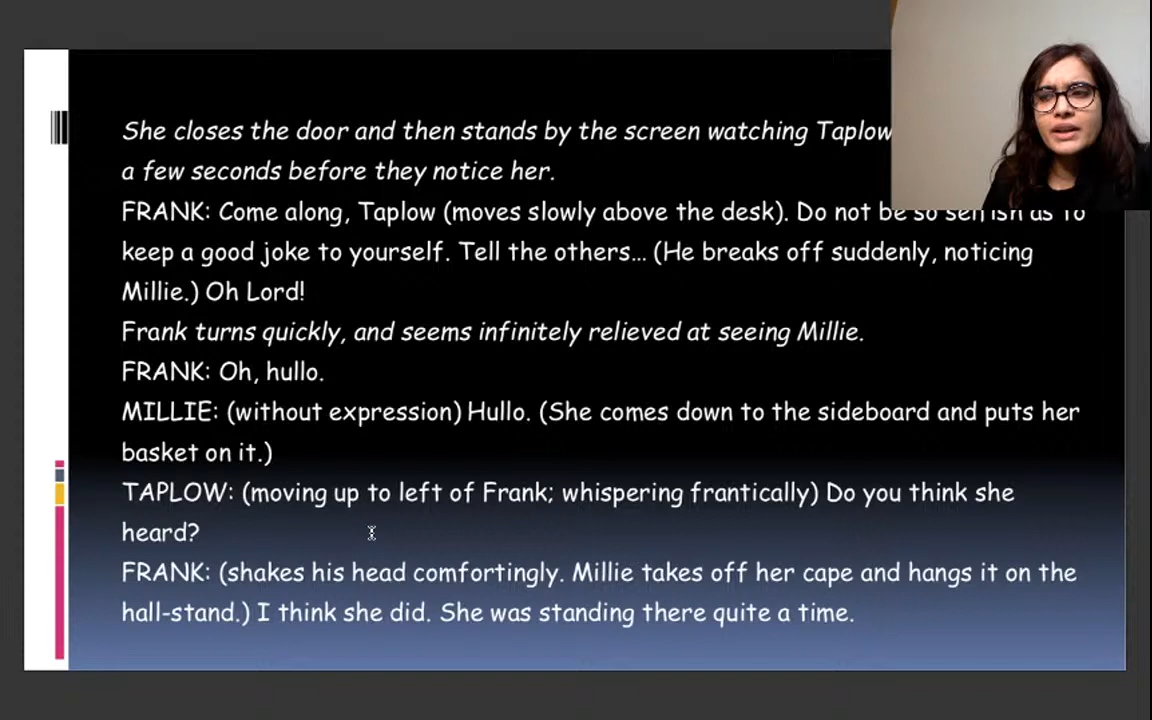 She closes the door and then stands by the screen watching Taplow
a few seconds before they notice her.
FRANK: Come along, Taplow (moves slowly above the desk). Do not be so selfish as to
keep a good joke to yourself. Tell the others... (He breaks off suddenly, noticing
Millie.) Oh Lord!
Frank turns quickly, and seems infinitely relieved at seeing Millie.
FRANK: Oh, hullo.
MILLIE: (without expression) Hullo. (She comes down to the sideboard and puts her
basket on it.)
TAPLOW: (moving up to left of Frank; whispering frantically) Do you think she
heard?
FRANK: (shakes his head comfortingly. Millie takes off her cape and hangs it on the
hall-stand.) I think she did. She was standing there quite a time.